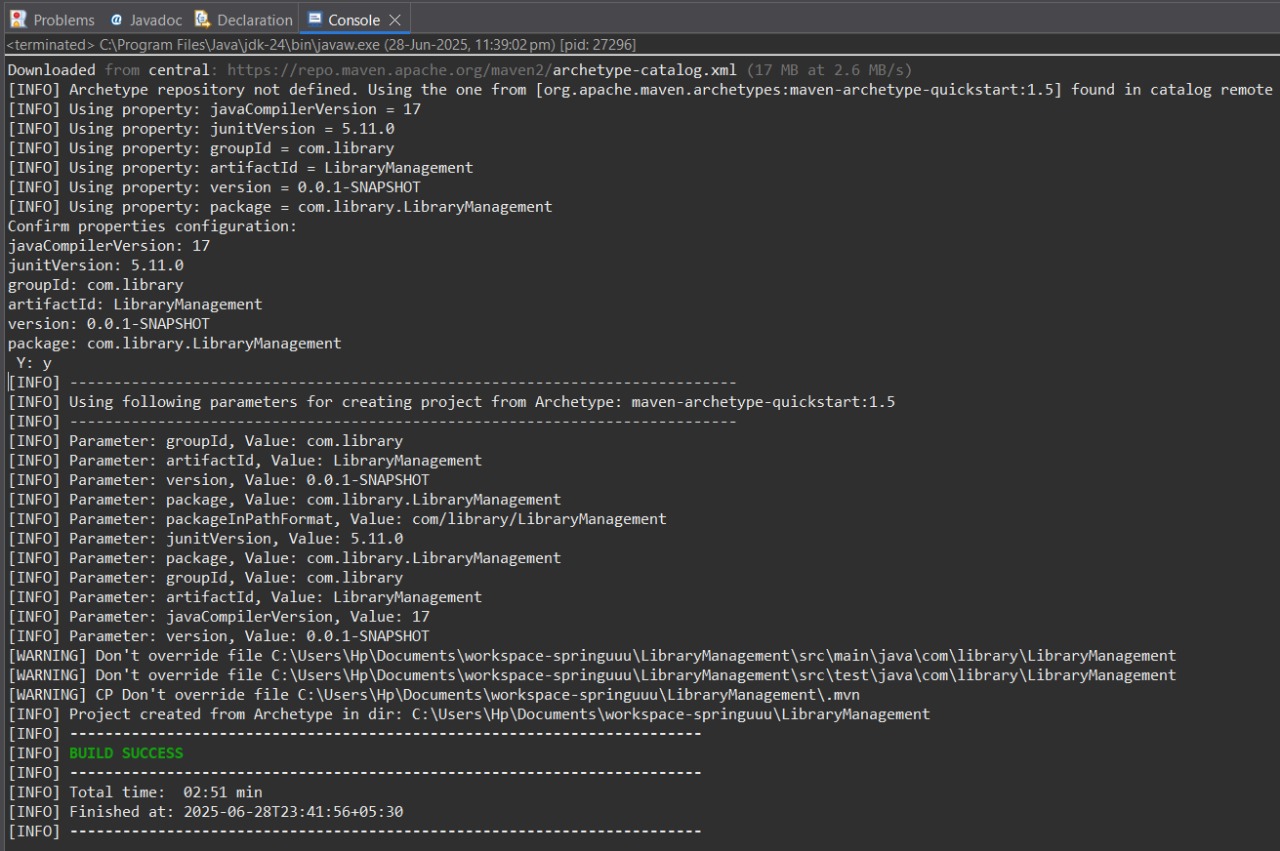 Problems Javadoc Declaration Console
<terminated> C:\Program Files\Java\jdk-24\bin\javaw.exe (28-Jun-2025, 11:39:02 pm) [pid: 27296]
Downloaded from central: https://repo.maven.apache.org/maven2/archetype-catalog.xml (17 MB at 2.6 MB/s)
[INFO] Archetype repository not defined. Using the one from [org.apache.maven.archetypes:maven-archetype-quickstart:1.5] found in catalog remote
[INFO] Using property: javaCompilerVersion = 17
[INFO] Using property: junitVersion = 5.11.0
[INFO] Using property: groupId = com.library
[INFO] Using property: artifactId = LibraryManagement
[INFO] Using property: version = 0.0.1-SNAPSHOT
[INFO] Using property: package = com.library.LibraryManagement
Confirm properties configuration:
javaCompilerVersion: 17
junitVersion: 5.11.0
groupId: com.library
artifactId: LibraryManagement
version: 0.0.1-SNAPSHOT
package: com.library.LibraryManagement
 Y: y
[INFO] ----------------------------------------------------------------------------
[INFO] Using following parameters for creating project from Archetype: maven-archetype-quickstart:1.5
[INFO] ----------------------------------------------------------------------------
[INFO] Parameter: groupId, Value: com.library
[INFO] Parameter: artifactId, Value: LibraryManagement
[INFO] Parameter: version, Value: 0.0.1-SNAPSHOT
[INFO] Parameter: package, Value: com.library.LibraryManagement
[INFO] Parameter: packageInPathFormat, Value: com/library/LibraryManagement
[INFO] Parameter: junitVersion, Value: 5.11.0
[INFO] Parameter: package, Value: com.library.LibraryManagement
[INFO] Parameter: groupId, Value: com.library
[INFO] Parameter: artifactId, Value: LibraryManagement
[INFO] Parameter: javaCompilerVersion, Value: 17
[INFO] Parameter: version, Value: 0.0.1-SNAPSHOT
[WARNING] Don't override file C:\Users\Hp\Documents\workspace-springuuu\LibraryManagement\src\main\java\com\library\LibraryManagement
[WARNING] Don't override file C:\Users\Hp\Documents\workspace-springuuu\LibraryManagement\src\test\java\com\library\LibraryManagement
[WARNING] CP Don't override file C:\Users\Hp\Documents\workspace-springuuu\LibraryManagement\.mvn
[INFO] Project created from Archetype in dir: C:\Users\Hp\Documents\workspace-springuuu\LibraryManagement
[INFO] ------------------------------------------------------------------------
[INFO] BUILD SUCCESS
[INFO] ------------------------------------------------------------------------
[INFO] Total time:  02:51 min
[INFO] Finished at: 2025-06-28T23:41:56+05:30
[INFO] ------------------------------------------------------------------------